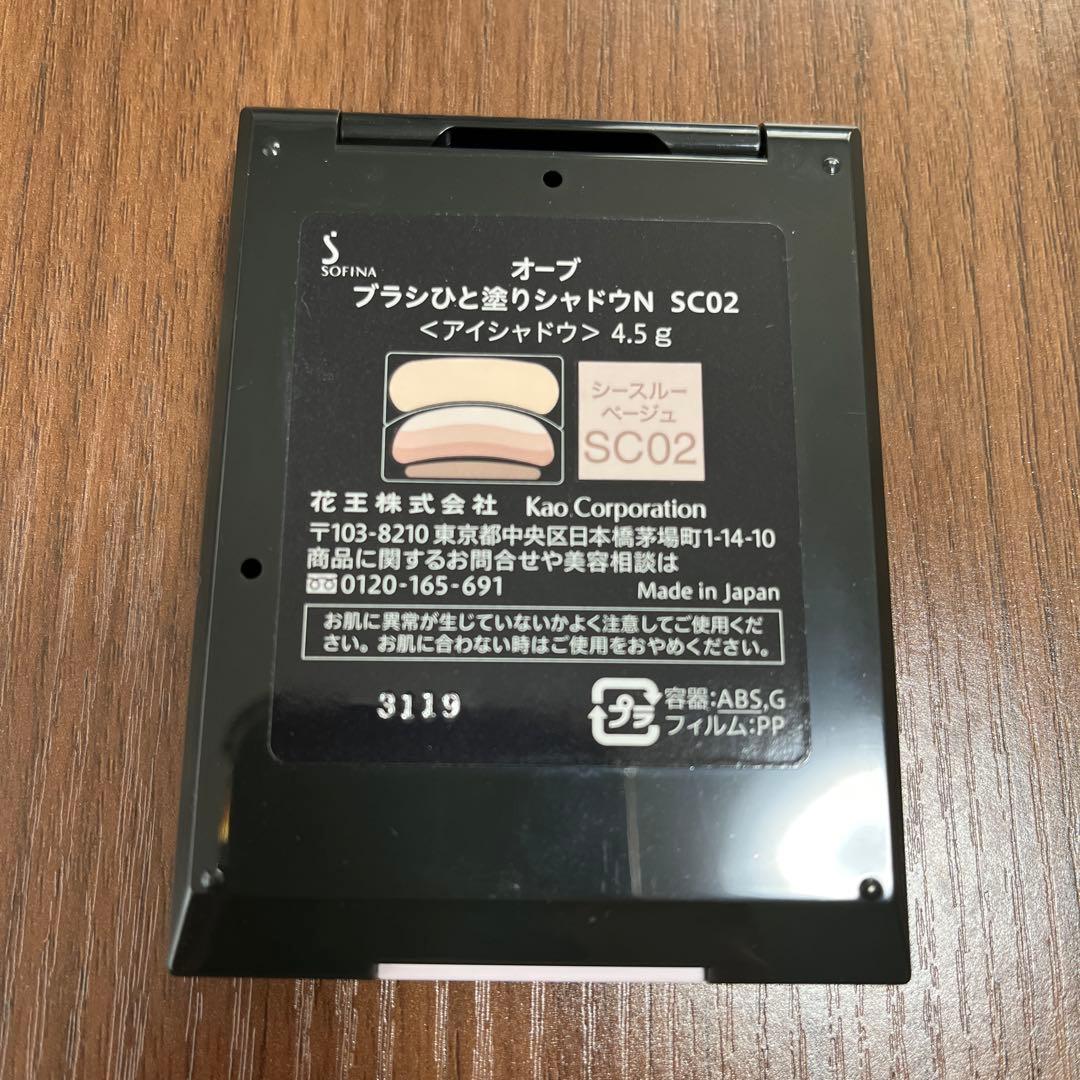 SOFINA
オーブ
ブラシひと塗りシャドウN SC02
<アイシャドウ> 4.5g
シースルー
ベージュ
SC02
花王株式会社 Kao Corporation
〒103-8210 東京都中央区日本橋茅場町1-14-10
商品に関するお問合せや美容相談は
0120-165-691 Made in Japan
お肌に異常が生じていないかよく注意してご使用くだ
さい。お肌に合わない時はご使用をおやめください。
3119
プラ
容器:ABS,G
フィルム:PP